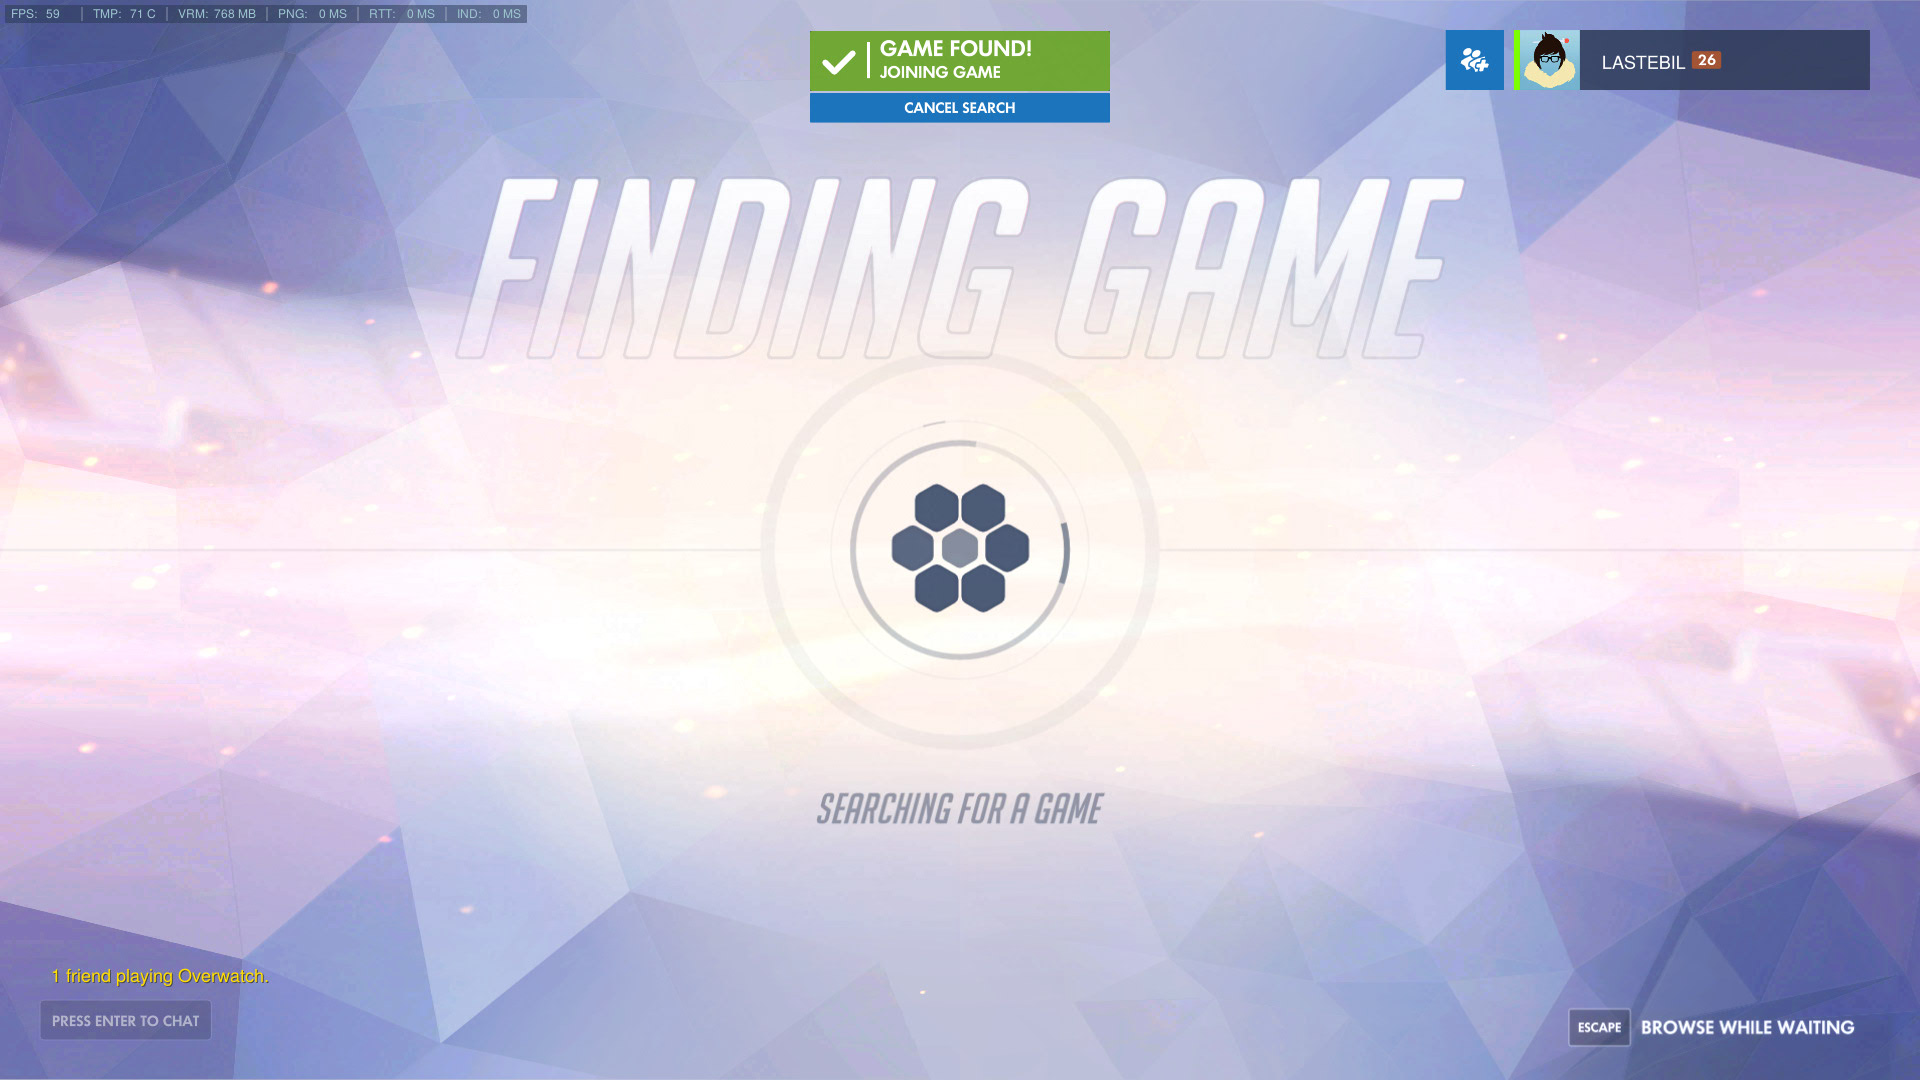 FPS: 59 | TMP: 71 C | VRM: 768 MB | PNG: 0 MS | RTT: 0 MS | IND: 0 MS
GAME FOUND!
JOINING GAME
CANCEL SEARCH
LASTEBIL 26
FINDING GAME
SEARCHING FOR A GAME
1 friend playing Overwatch.
PRESS ENTER TO CHAT
ESCAPE BROWSE WHILE WAITING